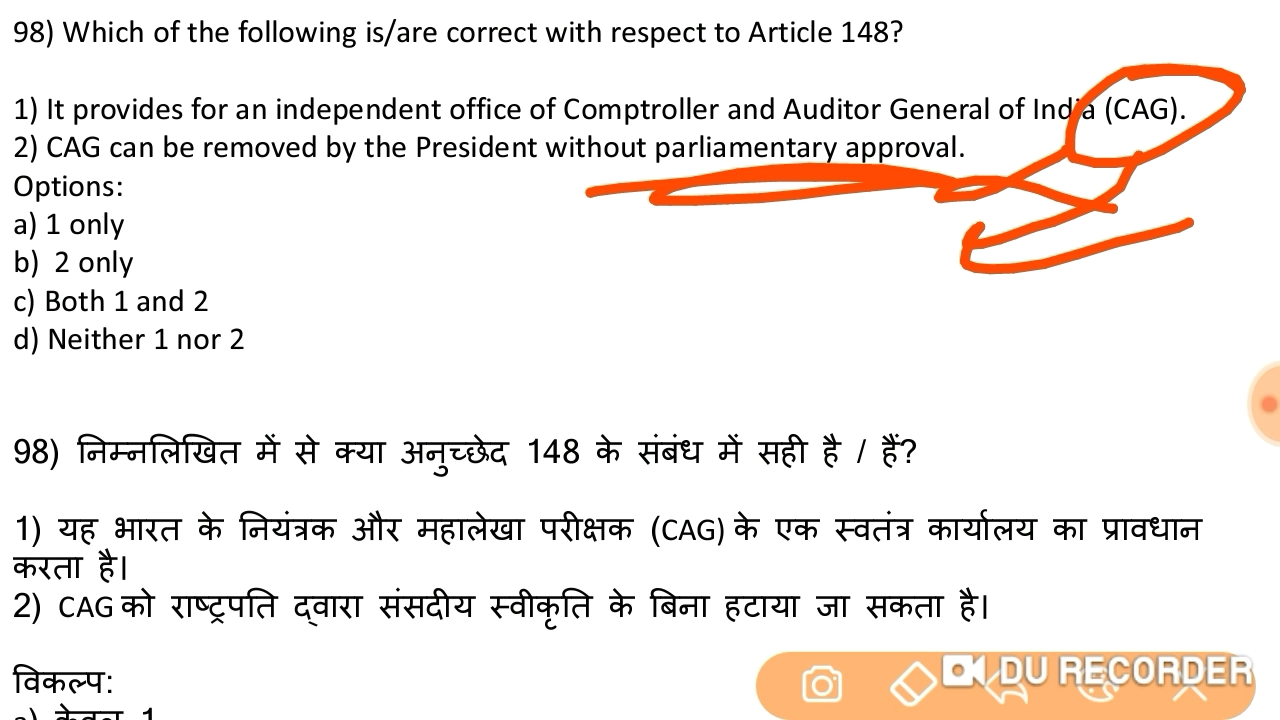 98) Which of the following is/are correct with respect to Article 148?
1) It provides for an independent office of Comptroller and Auditor General of India (CAG).
2) CAG can be removed by the President without parliamentary approval.
Options:
a) 1 only
b) 2 only
c) Both 1 and 2
d) Neither 1 nor 2
98) निम्नलिखित में से क्या अनुच्छेद 148 के संबंध में सही है / हैं?
1) यह भारत के नियंत्रक और महालेखा परीक्षक (CAG) के एक स्वतंत्र कार्यालय का प्रावधान
करता है।
2) CAG को राष्ट्रपति द्वारा संसदीय स्वीकृति के बिना हटाया जा सकता है।
विकल्प:
a) केवल 1
DU RECORDER